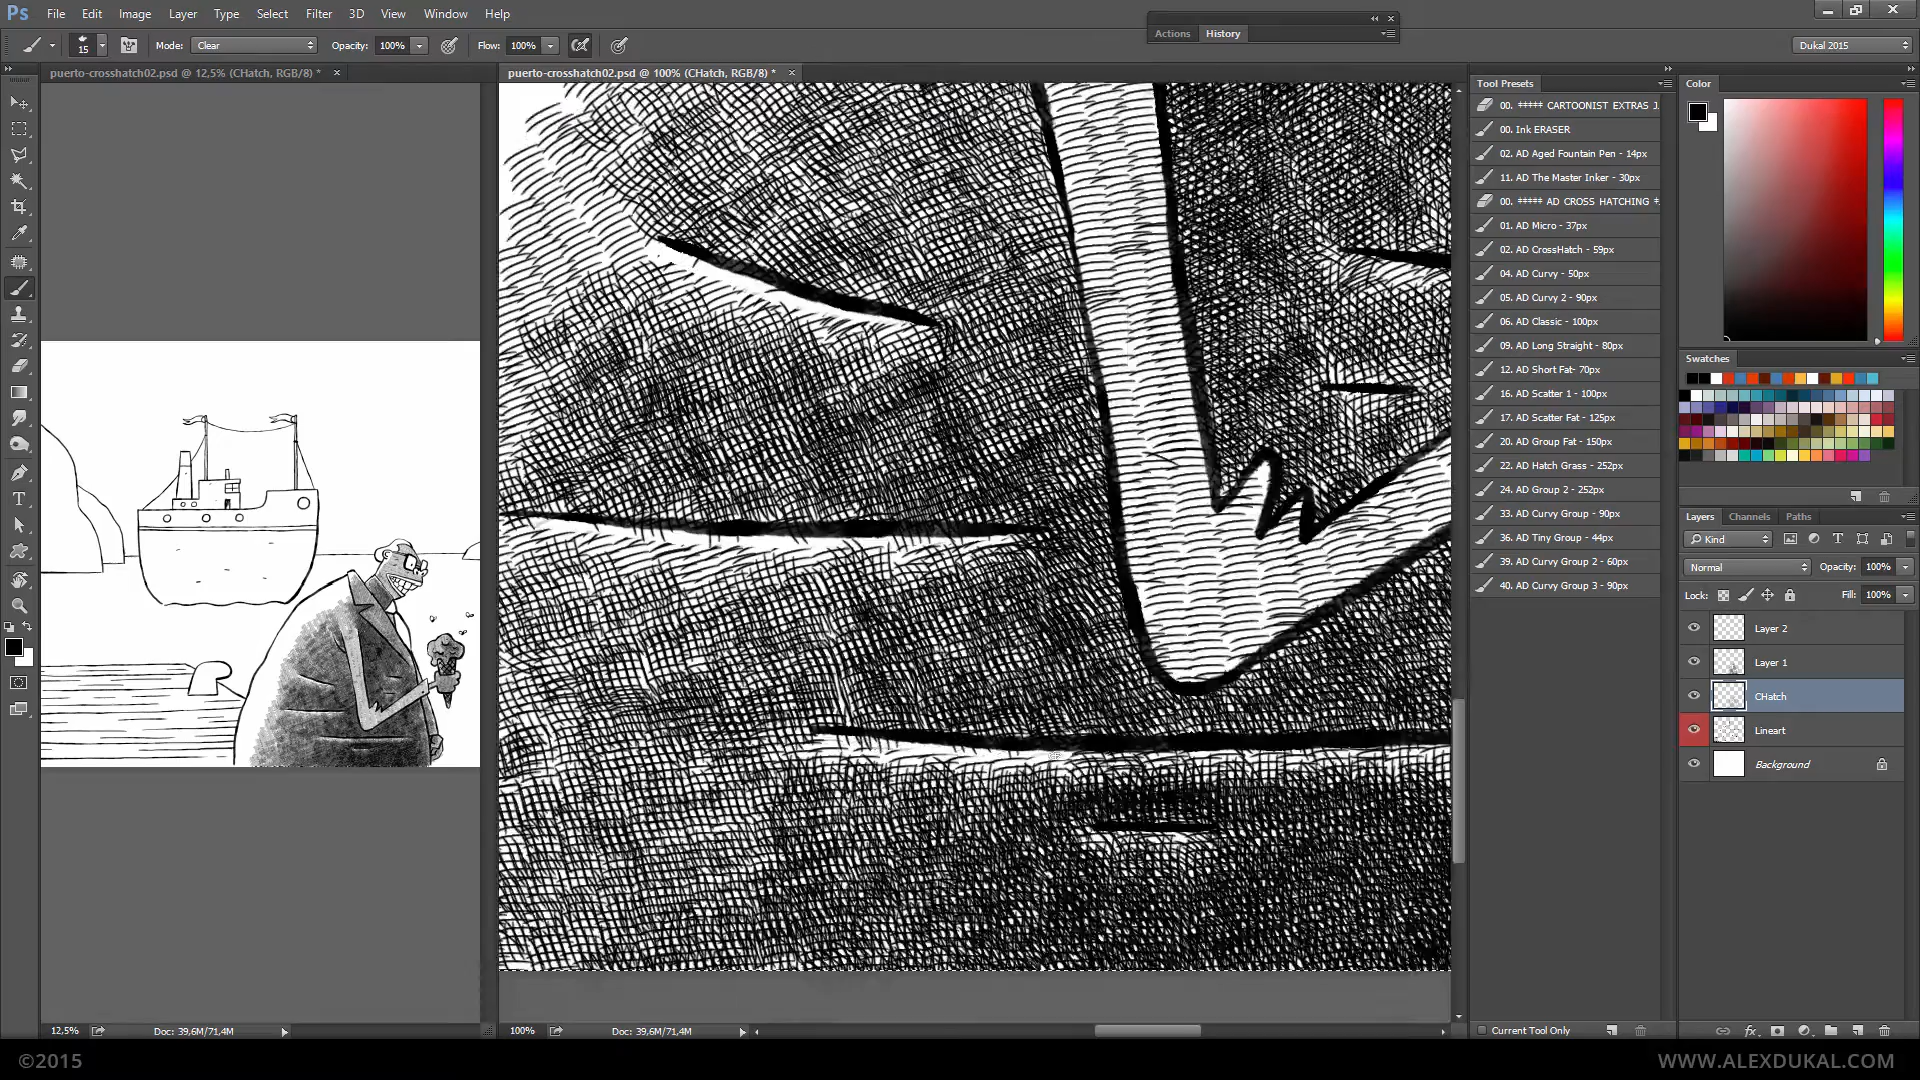 Ps File Edit Image Layer Type Select Filter 3D View Window Help
15 Mode: Clear Opacity: 100% Flow: 100%
Actions History
Dukal 2015
puerto-crosshatch02.psd @ 12,5% (CHatch, RGB/8) *
puerto-crosshatch02.psd @ 100% (CHatch, RGB/8) *
Tool Presets
00. ***** CARTOONIST EXTRAS
00. Ink ERASER
02. AD Aged Fountain Pen - 14px
11. AD The Master Inker - 30px
00. ***** AD CROSS HATCHING
01. AD Micro - 37px
02. AD CrossHatch - 59px
04. AD Curvy - 50px
05. AD Curvy 2 - 90px
06. AD Classic - 100px
09. AD Long Straight - 80px
12. AD Short Fat- 70px
16. AD Scatter 1 - 100px
17. AD Scatter Fat - 125px
20. AD Group Fat - 150px
22. AD Hatch Grass - 252px
24. AD Group 2 - 252px
33. AD Curvy Group - 90px
36. AD Tiny Group - 44px
39. AD Curvy Group 2 - 60px
40. AD Curvy Group 3 - 90px
Current Tool Only
Color
Swatches
Layers Channels Paths
Kind
Normal Opacity: 100%
Lock: Fill: 100%
Layer 2
Layer 1
CHatch
Lineart
Background
12,5% Doc: 39,6M/71,4M
100% Doc: 39,6M/71,4M
©2015
WWW.ALEXDUKAL.COM